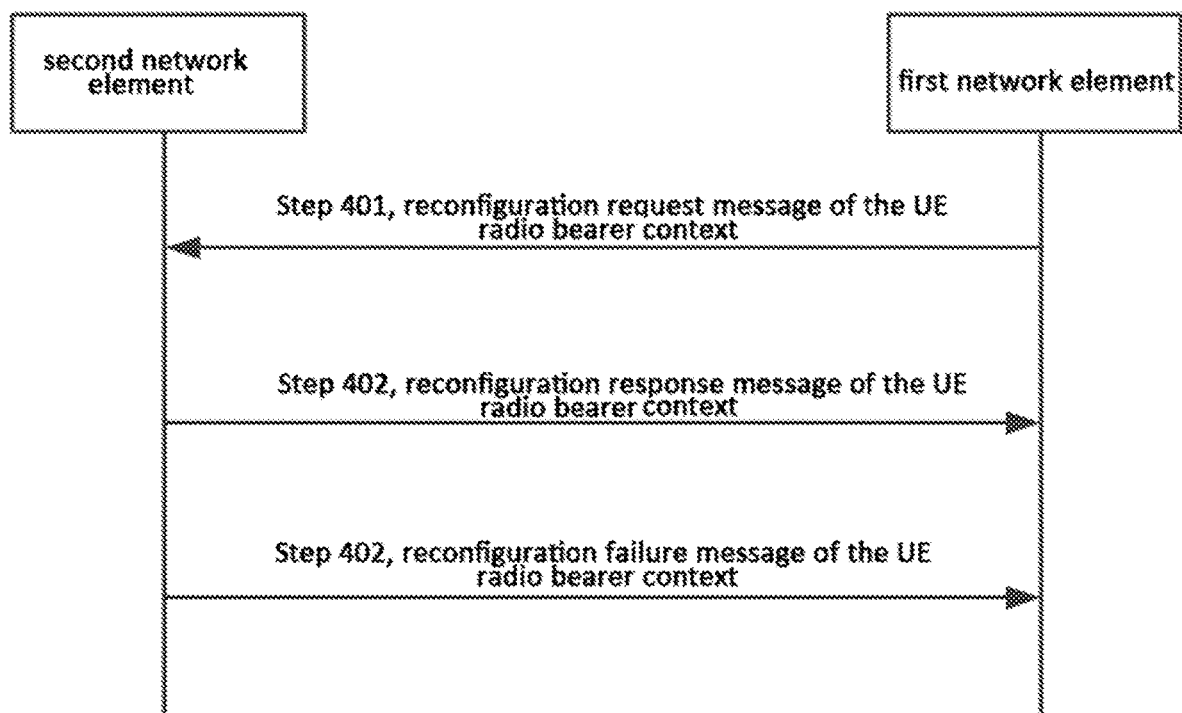 second network
element
first network element
Step 401, reconfiguration request message of the UE
radio bearer context
Step 402, reconfiguration response message of the UE
radio bearer context
Step 402, reconfiguration failure message of the UE
radio bearer context